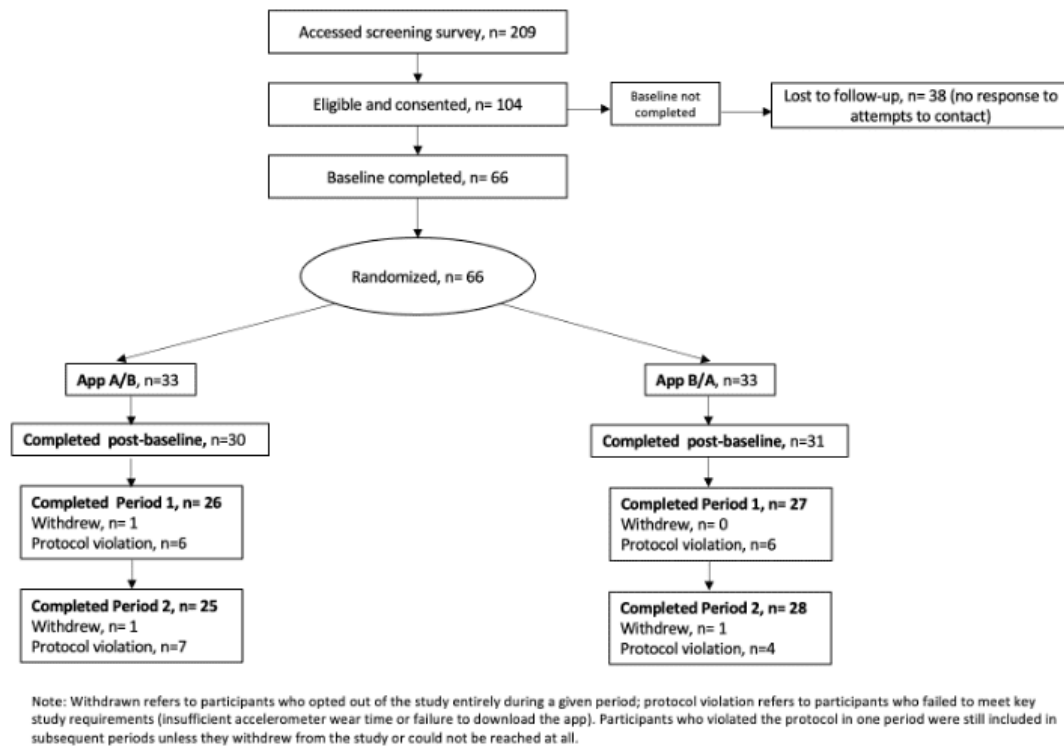 Accessed screening survey, n= 209
Eligible and consented, n= 104
Baseline not
completed
Lost to follow-up, n= 38 (no response to
attempts to contact)
Baseline completed, n= 66
Randomized, n= 66
App A/B, n=33
App B/A, n=33
Completed post-baseline, n=30
Completed post-baseline, n=31
Completed Period 1, n= 26
Withdrew, n= 1
Protocol violation, n=6
Completed Period 1, n= 27
Withdrew, n= 0
Protocol violation, n=6
Completed Period 2, n= 25
Withdrew, n= 1
Protocol violation, n=7
Completed Period 2, n= 28
Withdrew, n= 1
Protocol violation, n=4
Note: Withdrawn refers to participants who opted out of the study entirely during a given period; protocol violation refers to participants who failed to meet key
study requirements (insufficient accelerometer wear time or failure to download the app). Participants who violated the protocol in one period were still included in
subsequent periods unless they withdrew from the study or could not be reached at all.